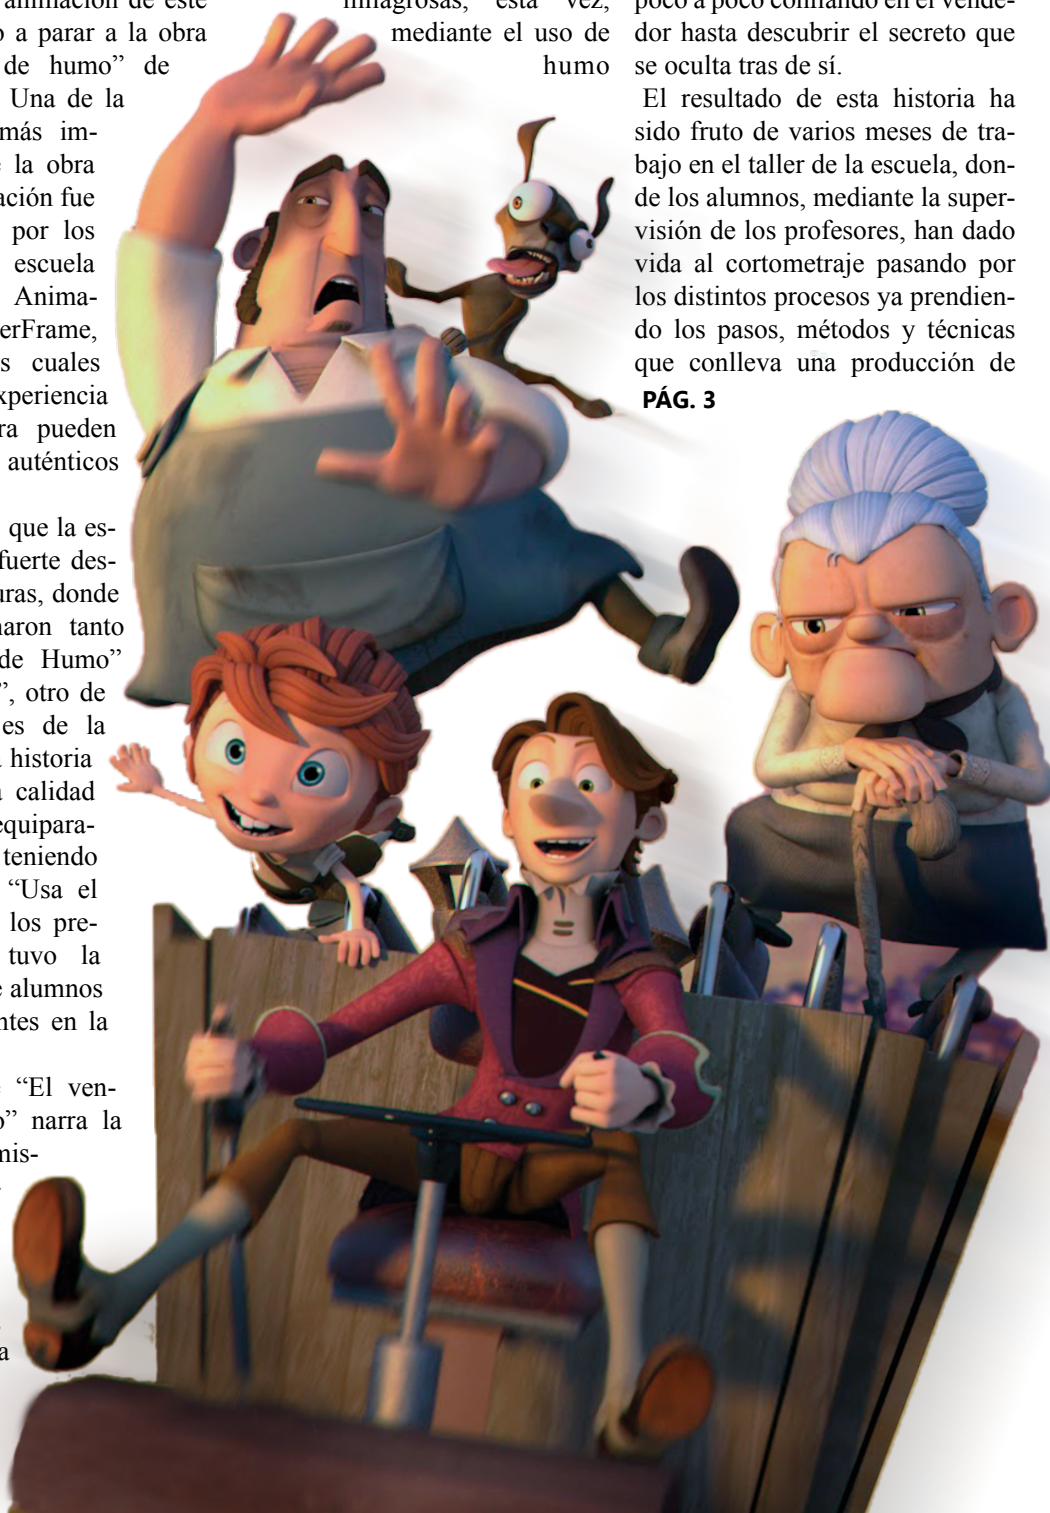 animación de este
o a parar a la obra
de humo” de
Una de la
más im-
e la obra
ación fue
por los
escuela
Anima-
erFrame,
s cuales
xperiencia
ra pueden
auténticos
que la es-
fuerte des-
uras, donde
naron tanto
de Humo”
”, otro de
es de la
a historia
a calidad
equipara-
teniendo
“Usa el
los pre-
tuvo la
e alumnos
ntes en la
e “El ven-
o” narra la
mis-
a
milagrosas, esta vez,
mediante el uso de
humo
poco a poco confiando en el vende-
dor hasta descubrir el secreto que
se oculta tras de sí.
El resultado de esta historia ha
sido fruto de varios meses de tra-
bajo en el taller de la escuela, don-
de los alumnos, mediante la super-
visión de los profesores, han dado
vida al cortometraje pasando por
los distintos procesos ya prendien-
do los pasos, métodos y técnicas
que conlleva una producción de
PÁG. 3